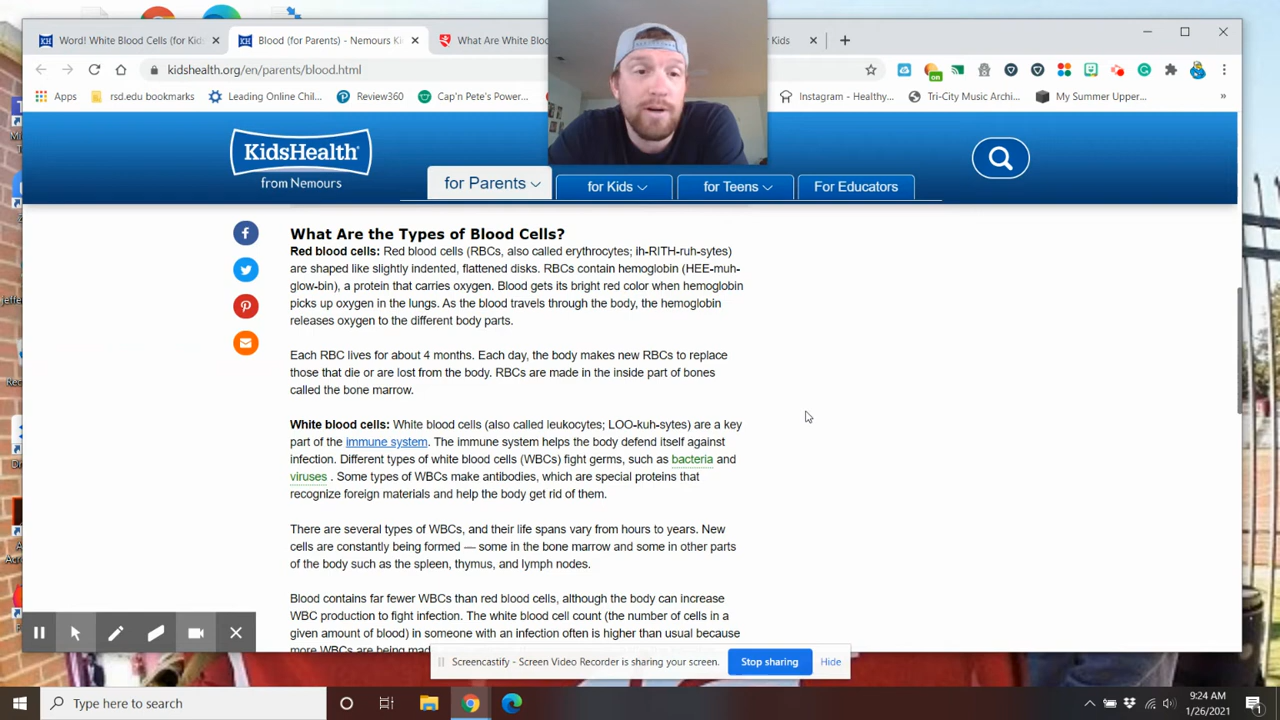 Word! White Blood Cells (for Kid
Blood (for Parents) - Nemours Ki
What Are White Bloo
Kids
kidshealth.org/en/parents/blood.html
on
Apps
rsd.edu bookmarks
Leading Online Chil...
Review360
Cap'n Pete's Power...
Instagram - Healthy...
Tri-City Music Archi...
My Summer Upper...
KidsHealth
from Nemours
for Parents
for Kids
for Teens
For Educators
What Are the Types of Blood Cells?
Red blood cells: Red blood cells (RBCs, also called erythrocytes; ih-RITH-ruh-sytes)
are shaped like slightly indented, flattened disks. RBCs contain hemoglobin (HEE-muh-
glow-bin), a protein that carries oxygen. Blood gets its bright red color when hemoglobin
picks up oxygen in the lungs. As the blood travels through the body, the hemoglobin
releases oxygen to the different body parts.
Each RBC lives for about 4 months. Each day, the body makes new RBCs to replace
those that die or are lost from the body. RBCs are made in the inside part of bones
called the bone marrow.
White blood cells: White blood cells (also called leukocytes; LOO-kuh-sytes) are a key
part of the immune system. The immune system helps the body defend itself against
infection. Different types of white blood cells (WBCs) fight germs, such as bacteria and
viruses . Some types of WBCs make antibodies, which are special proteins that
recognize foreign materials and help the body get rid of them.
There are several types of WBCs, and their life spans vary from hours to years. New
cells are constantly being formed — some in the bone marrow and some in other parts
of the body such as the spleen, thymus, and lymph nodes.
Blood contains far fewer WBCs than red blood cells, although the body can increase
WBC production to fight infection. The white blood cell count (the number of cells in a
given amount of blood) in someone with an infection often is higher than usual because
more WBCs are being mad
Screencastify - Screen Video Recorder is sharing your screen.
Stop sharing
Hide
Type here to search
9:24 AM
1/26/2021
1